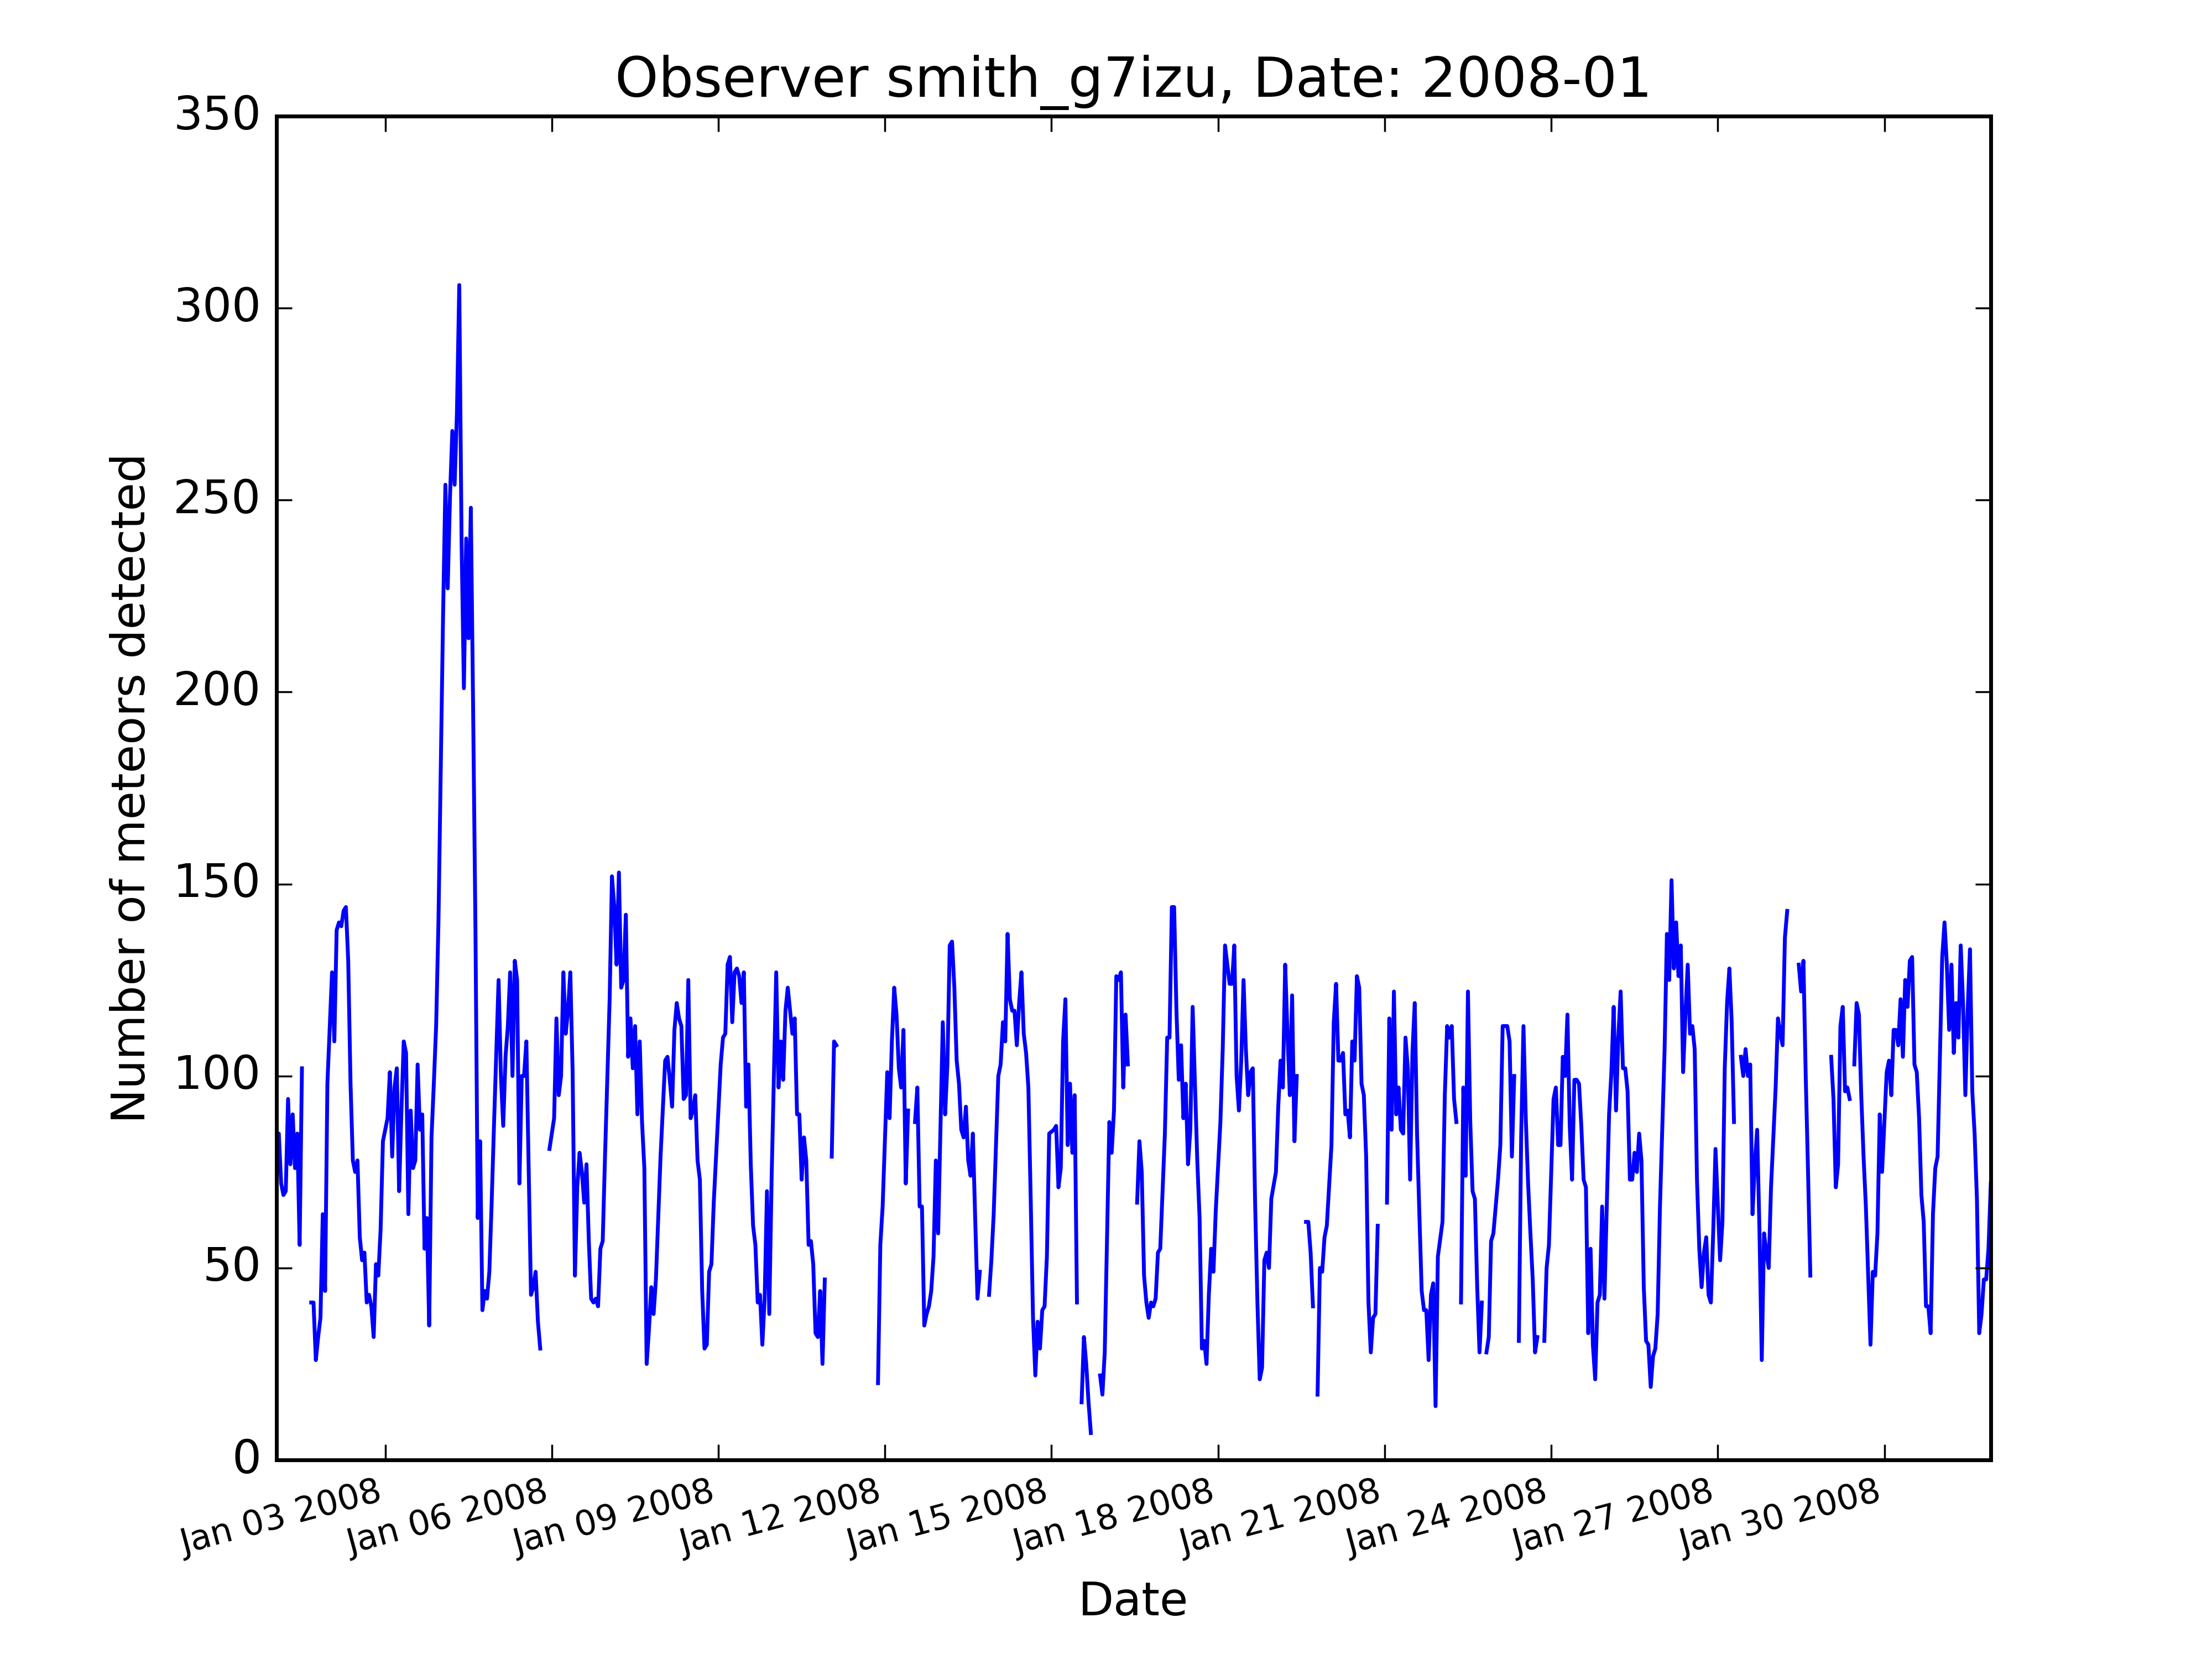 Observer smith_g7izu, Date: 2008-01
Number of meteors detected
350
300
250
200
150
100
50
0
Jan 03 2008
Jan 06 2008
Jan 09 2008
Jan 12 2008
Jan 15 2008
Jan 18 2008
Jan 21 2008
Jan 24 2008
Jan 27 2008
Jan 30 2008
Date